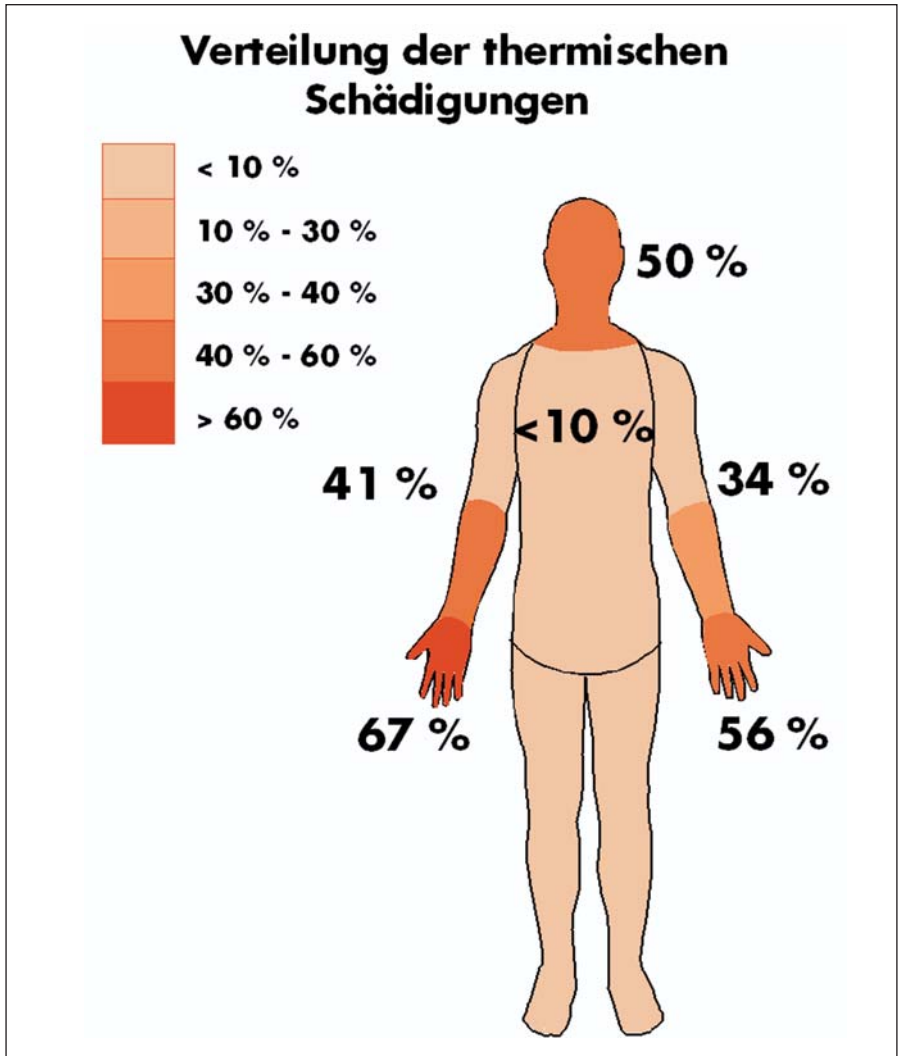 Verteilung der thermischen
Schädigungen
< 10 %
10 % - 30 %
30 % - 40 %
40 % - 60 %
> 60 %
50 %
<10 %
41 %
34 %
67 %
56 %